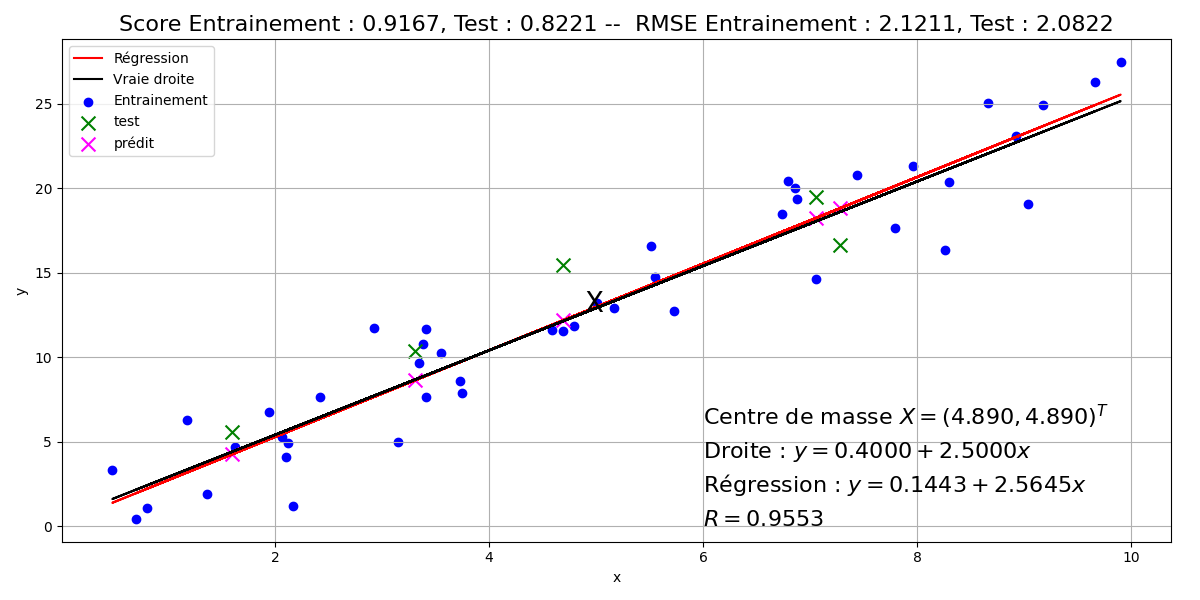 Score Entrainement : 0.9167, Test : 0.8221 --  RMSE Entrainement : 2.1211, Test : 2.0822
Régression
Vraie droite
Entrainement
test
prédit
25
20
15
10
5
0
y
X
Centre de masse X = (4.890, 4.890)^T
Droite : y = 0.4000 + 2.5000x
Régression : y = 0.1443 + 2.5645x
R = 0.9553
2
4
6
8
10
x